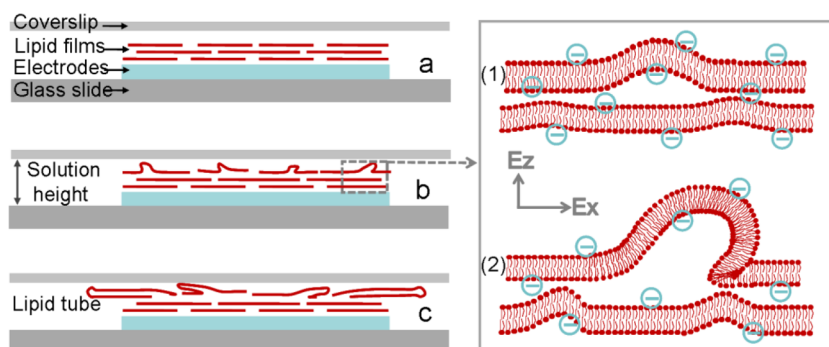 Coverslip
Lipid films
Electrodes
Glass slide
a
Solution
height
b
Lipid tube
c
(1)
Ez
Ex
(2)